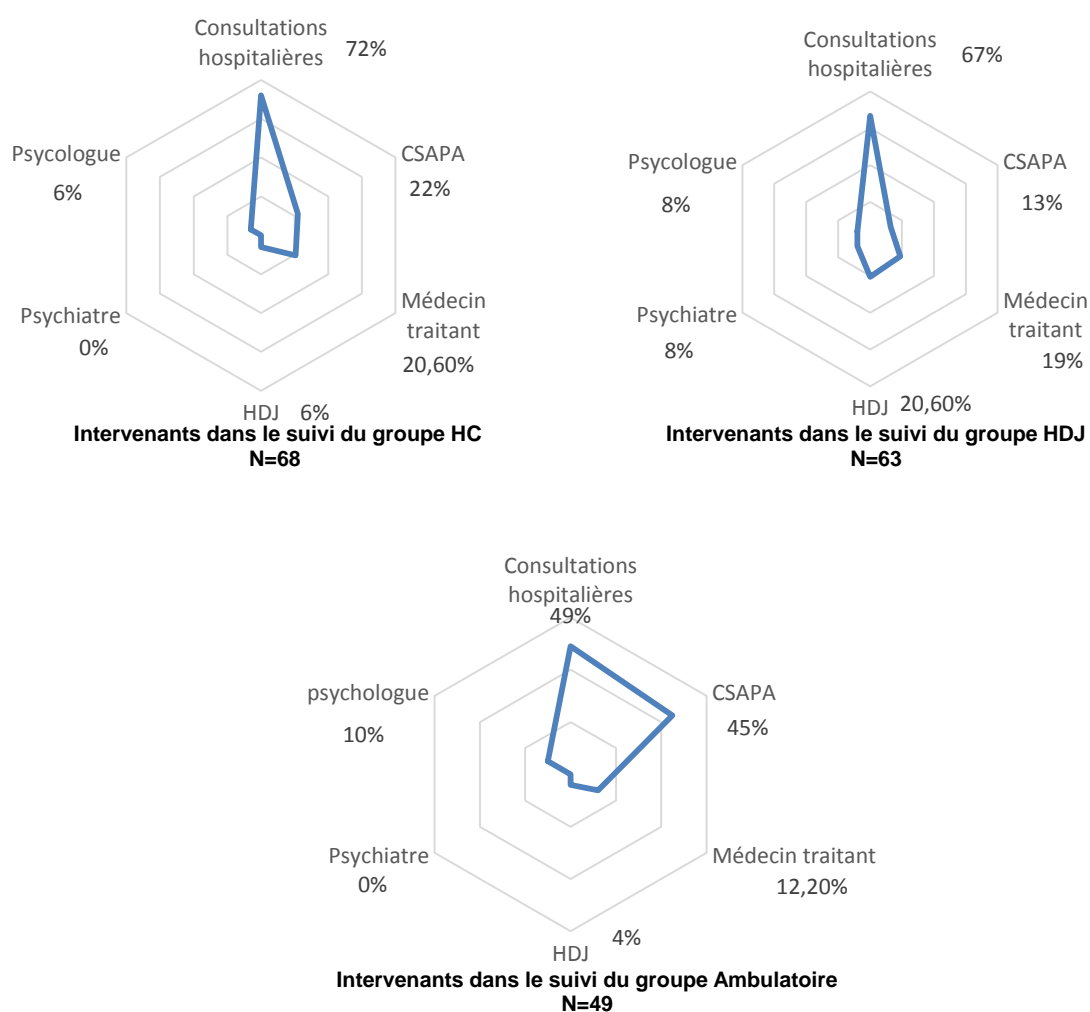 Consultations
hospitalières
72%
CSAPA
22%
Médecin
traitant
20,60%
HDJ 6%
Psychiatre
0%
Psycologue
6%
Intervenants dans le suivi du groupe HC
N=68
Consultations
hospitalières
67%
CSAPA
13%
Médecin
traitant
19%
HDJ 20,60%
Psychiatre
8%
Psycologue
8%
Intervenants dans le suivi du groupe HDJ
N=63
Consultations
hospitalières
49%
CSAPA
45%
Médecin traitant
12,20%
HDJ 4%
Psychiatre
0%
psychologue
10%
Intervenants dans le suivi du groupe Ambulatoire
N=49